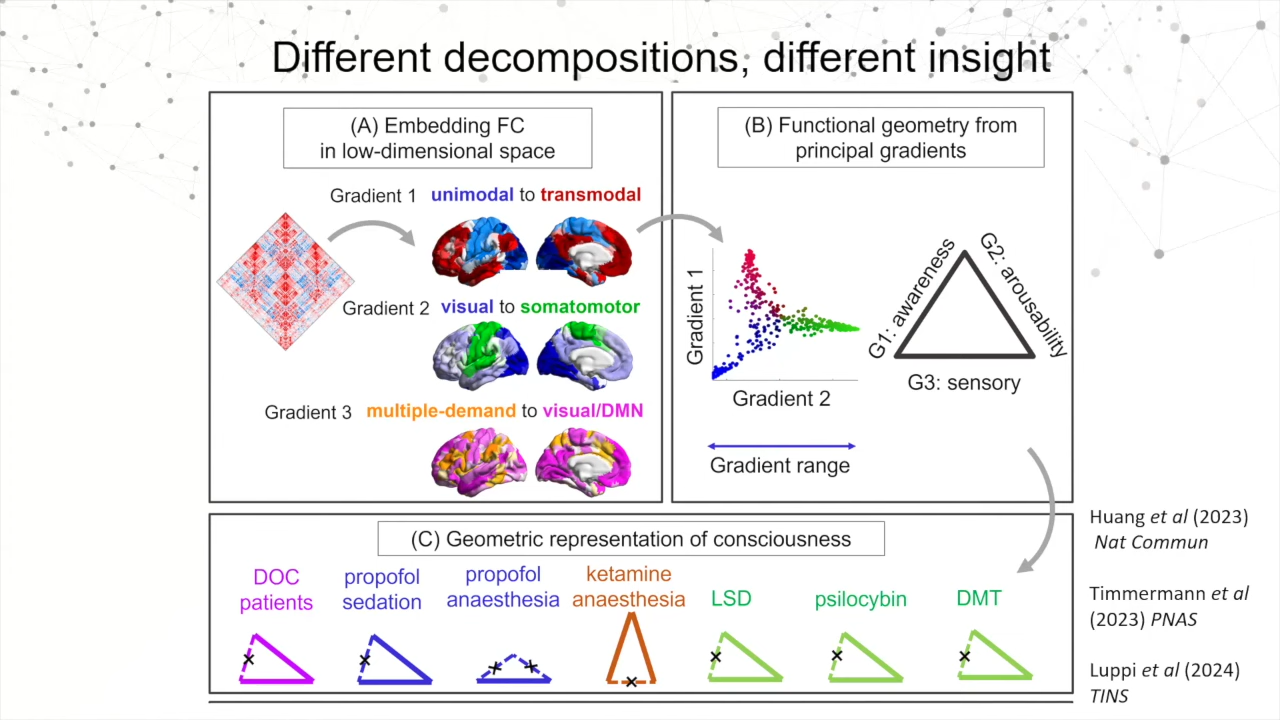 Different decompositions, different insight
(A) Embedding FC
in low-dimensional space
Gradient 1 unimodal to transmodal
Gradient 2 visual to somatomotor
Gradient 3 multiple-demand to visual/DMN
(B) Functional geometry from
principal gradients
Gradient 1
Gradient 2
Gradient range
G1: awareness
G2: arousability
G3: sensory
(C) Geometric representation of consciousness
DOC
patients
propofol
sedation
propofol
anaesthesia
ketamine
anaesthesia
LSD
psilocybin
DMT
Huang et al (2023)
Nat Commun
Timmermann et al
(2023) PNAS
Luppi et al (2024)
TINS